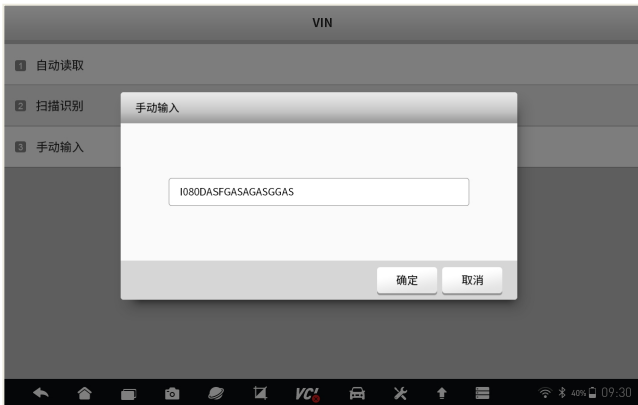 VIN
1 自动读取
2 扫描识别
3 手动输入
手动输入
I080DASFGASAGASGGAS
确定 取消
VCI 40% 09:30